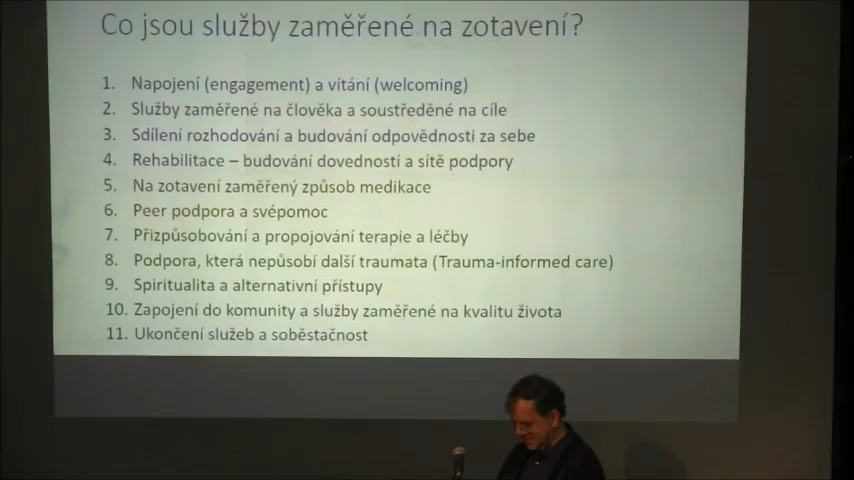 Co jsou služby zaměřené na zotavení?
1. Napojení (engagement) a vítání (welcoming)
2. Služby zaměřené na člověka a soustředěné na cíle
3. Sdílení rozhodování a budování odpovědnosti za sebe
4. Rehabilitace – budování dovedností a sítě podpory
5. Na zotavení zaměřený způsob medikace
6. Peer podpora a svépomoc
7. Přizpůsobování a propojování terapie a léčby
8. Podpora, která nepůsobí další traumata (Trauma-informed care)
9. Spiritualita a alternativní přístupy
10. Zapojení do komunity a služby zaměřené na kvalitu života
11. Ukončení služeb a soběstačnost